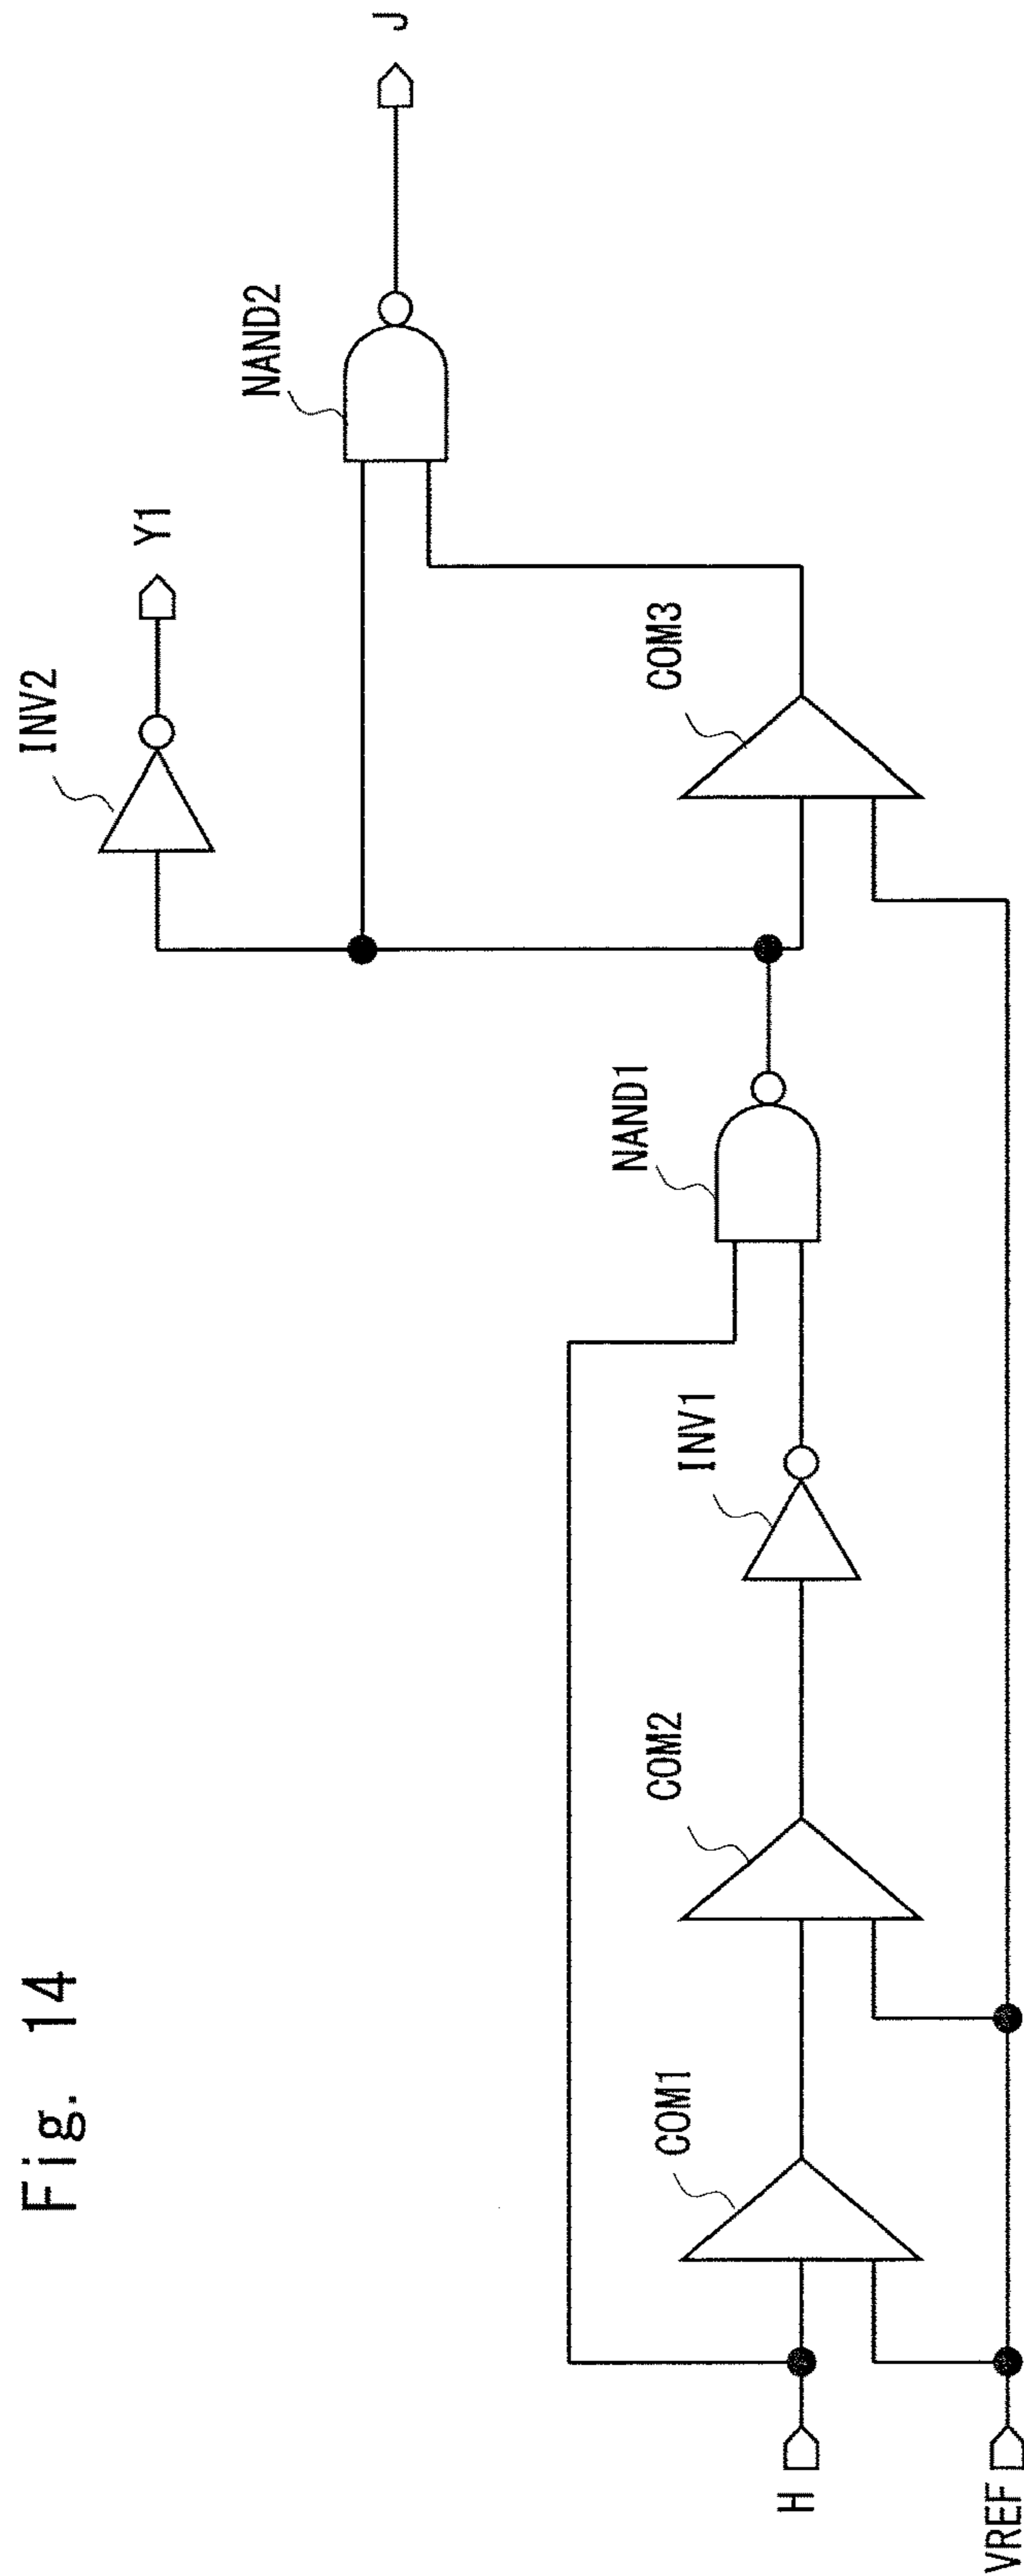 Fig. 14
H
VREF
COM1
COM2
INV1
NAND1
COM3
INV2
Y1
NAND2
J